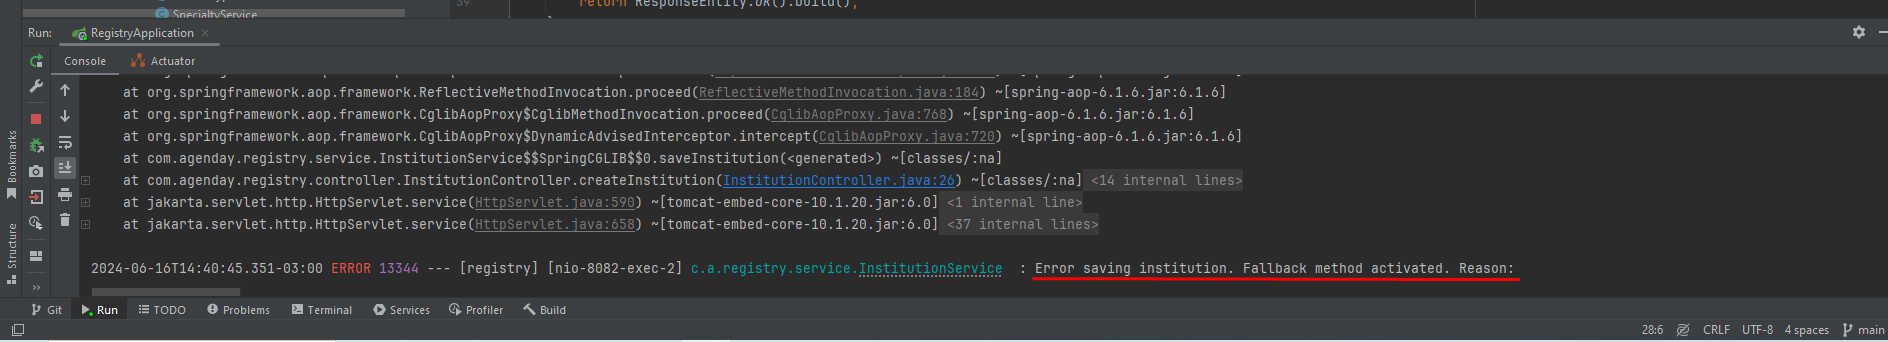 SpecialtyService
39
return ResponseEntity.OK().build();
Run:
RegistryApplication
Console
Actuator
at org.springframework.aop.framework.ReflectiveMethodInvocation.proceed(ReflectiveMethodInvocation.java:184) ~[spring-aop-6.1.6.jar:6.1.6]
at org.springframework.aop.framework.CglibAopProxy$CglibMethodInvocation.proceed(CglibAopProxy.java:768) ~[spring-aop-6.1.6.jar:6.1.6]
at org.springframework.aop.framework.CglibAopProxy$DynamicAdvisedInterceptor.intercept(CglibAopProxy.java:720) ~[spring-aop-6.1.6.jar:6.1.6]
at com.agenday.registry.service.InstitutionService$$SpringCGLIB$$0.saveInstitution(<generated>) ~[classes/:na]
at com.agenday.registry.controller.InstitutionController.createInstitution(InstitutionController.java:26) ~[classes/:na] <14 internal lines>
at jakarta.servlet.http.HttpServlet.service(HttpServlet.java:590) ~[tomcat-embed-core-10.1.20.jar:6.0] <1 internal line>
at jakarta.servlet.http.HttpServlet.service(HttpServlet.java:658) ~[tomcat-embed-core-10.1.20.jar:6.0] <37 internal lines>
2024-06-16T14:40:45.351-03:00 ERROR 13344 --- [registry] [nio-8082-exec-2] c.a.registry.service.InstitutionService : Error saving institution. Fallback method activated. Reason:
Bookmarks
Structure
Git
Run
TODO
Problems
Terminal
Services
Profiler
Build
28:6
CRLF
UTF-8
4 spaces
main